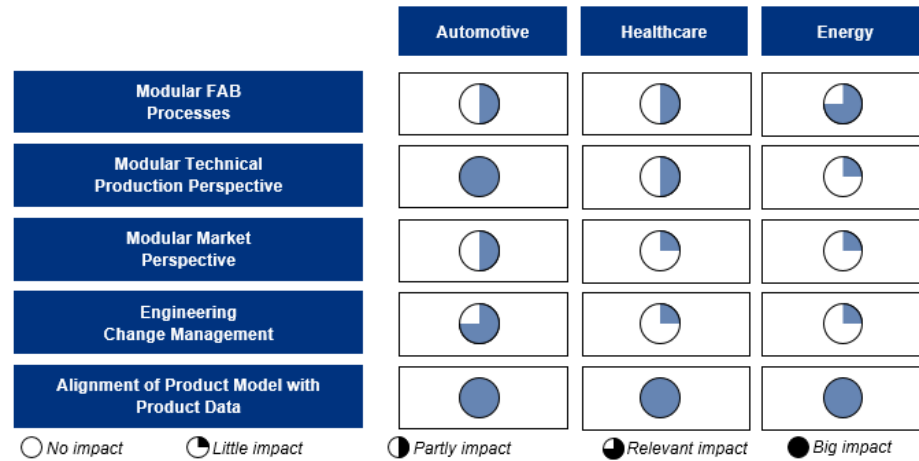 Automotive
Healthcare
Energy
Modular FAB
Processes
Modular Technical
Production Perspective
Modular Market
Perspective
Engineering
Change Management
Alignment of Product Model with
Product Data
No impact
Little impact
Partly impact
Relevant impact
Big impact